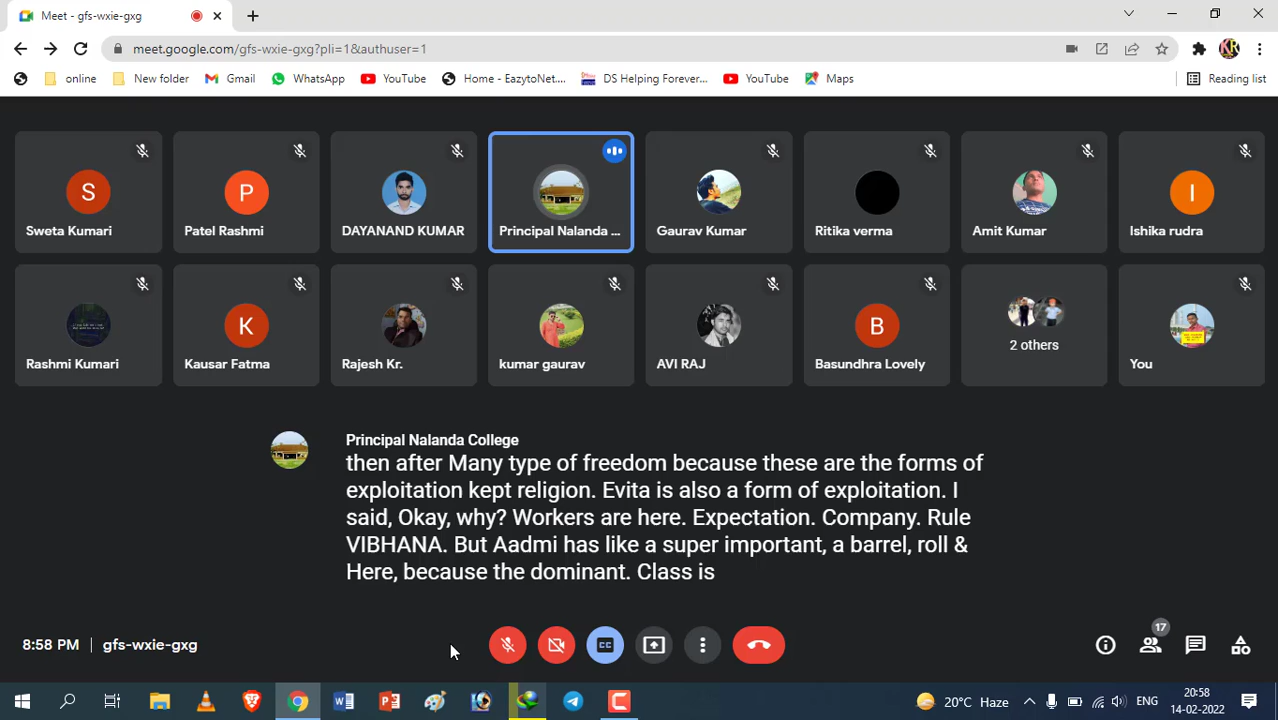 Meet - gfs-wxie-gxg
meet.google.com/gfs-wxie-gxg?pli=1&authuser=1
KR
online
New folder
Gmail
WhatsApp
YouTube
Home - EazytoNet....
DS Helping Forever...
YouTube
Maps
Reading list
S
Sweta Kumari
P
Patel Rashmi
DAYANAND KUMAR
Principal Nalanda ...
Gaurav Kumar
Ritika verma
Amit Kumar
I
Ishika rudra
Rashmi Kumari
K
Kausar Fatma
Rajesh Kr.
kumar gaurav
AVI RAJ
B
Basundhra Lovely
2 others
You
Principal Nalanda College
then after Many type of freedom because these are the forms of
exploitation kept religion. Evita is also a form of exploitation. I
said, Okay, why? Workers are here. Expectation. Company. Rule
VIBHANA. But Aadmi has like a super important, a barrel, roll &
Here, because the dominant. Class is
8:58 PM | gfs-wxie-gxg
CC
17
20°C Haze
ENG
20:58
14-02-2022